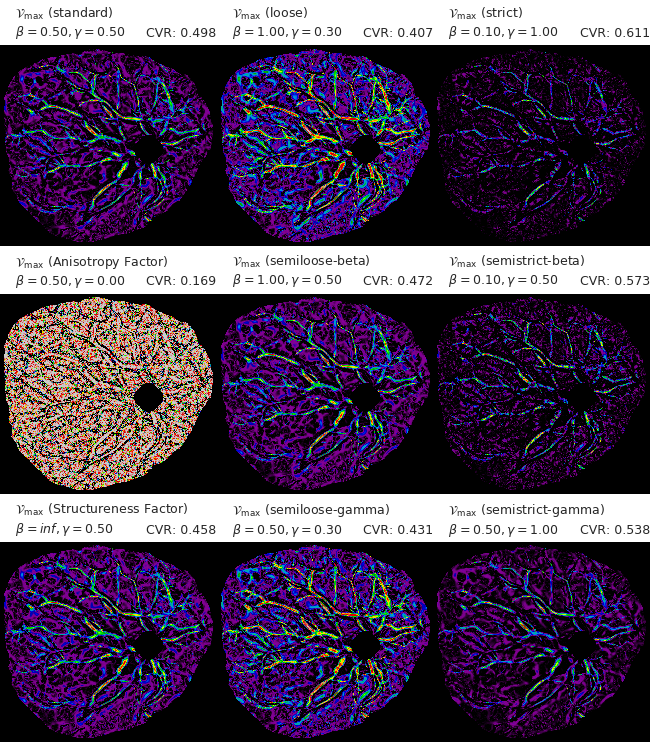 𝒱max (standard)
β = 0.50, γ = 0.50 CVR: 0.498
𝒱max (loose)
β = 1.00, γ = 0.30 CVR: 0.407
𝒱max (strict)
β = 0.10, γ = 1.00 CVR: 0.611
𝒱max (Anisotropy Factor)
β = 0.50, γ = 0.00 CVR: 0.169
𝒱max (semiloose-beta)
β = 1.00, γ = 0.50 CVR: 0.472
𝒱max (semistrict-beta)
β = 0.10, γ = 0.50 CVR: 0.573
𝒱max (Structureness Factor)
β = inf, γ = 0.50 CVR: 0.458
𝒱max (semiloose-gamma)
β = 0.50, γ = 0.30 CVR: 0.431
𝒱max (semistrict-gamma)
β = 0.50, γ = 1.00 CVR: 0.538